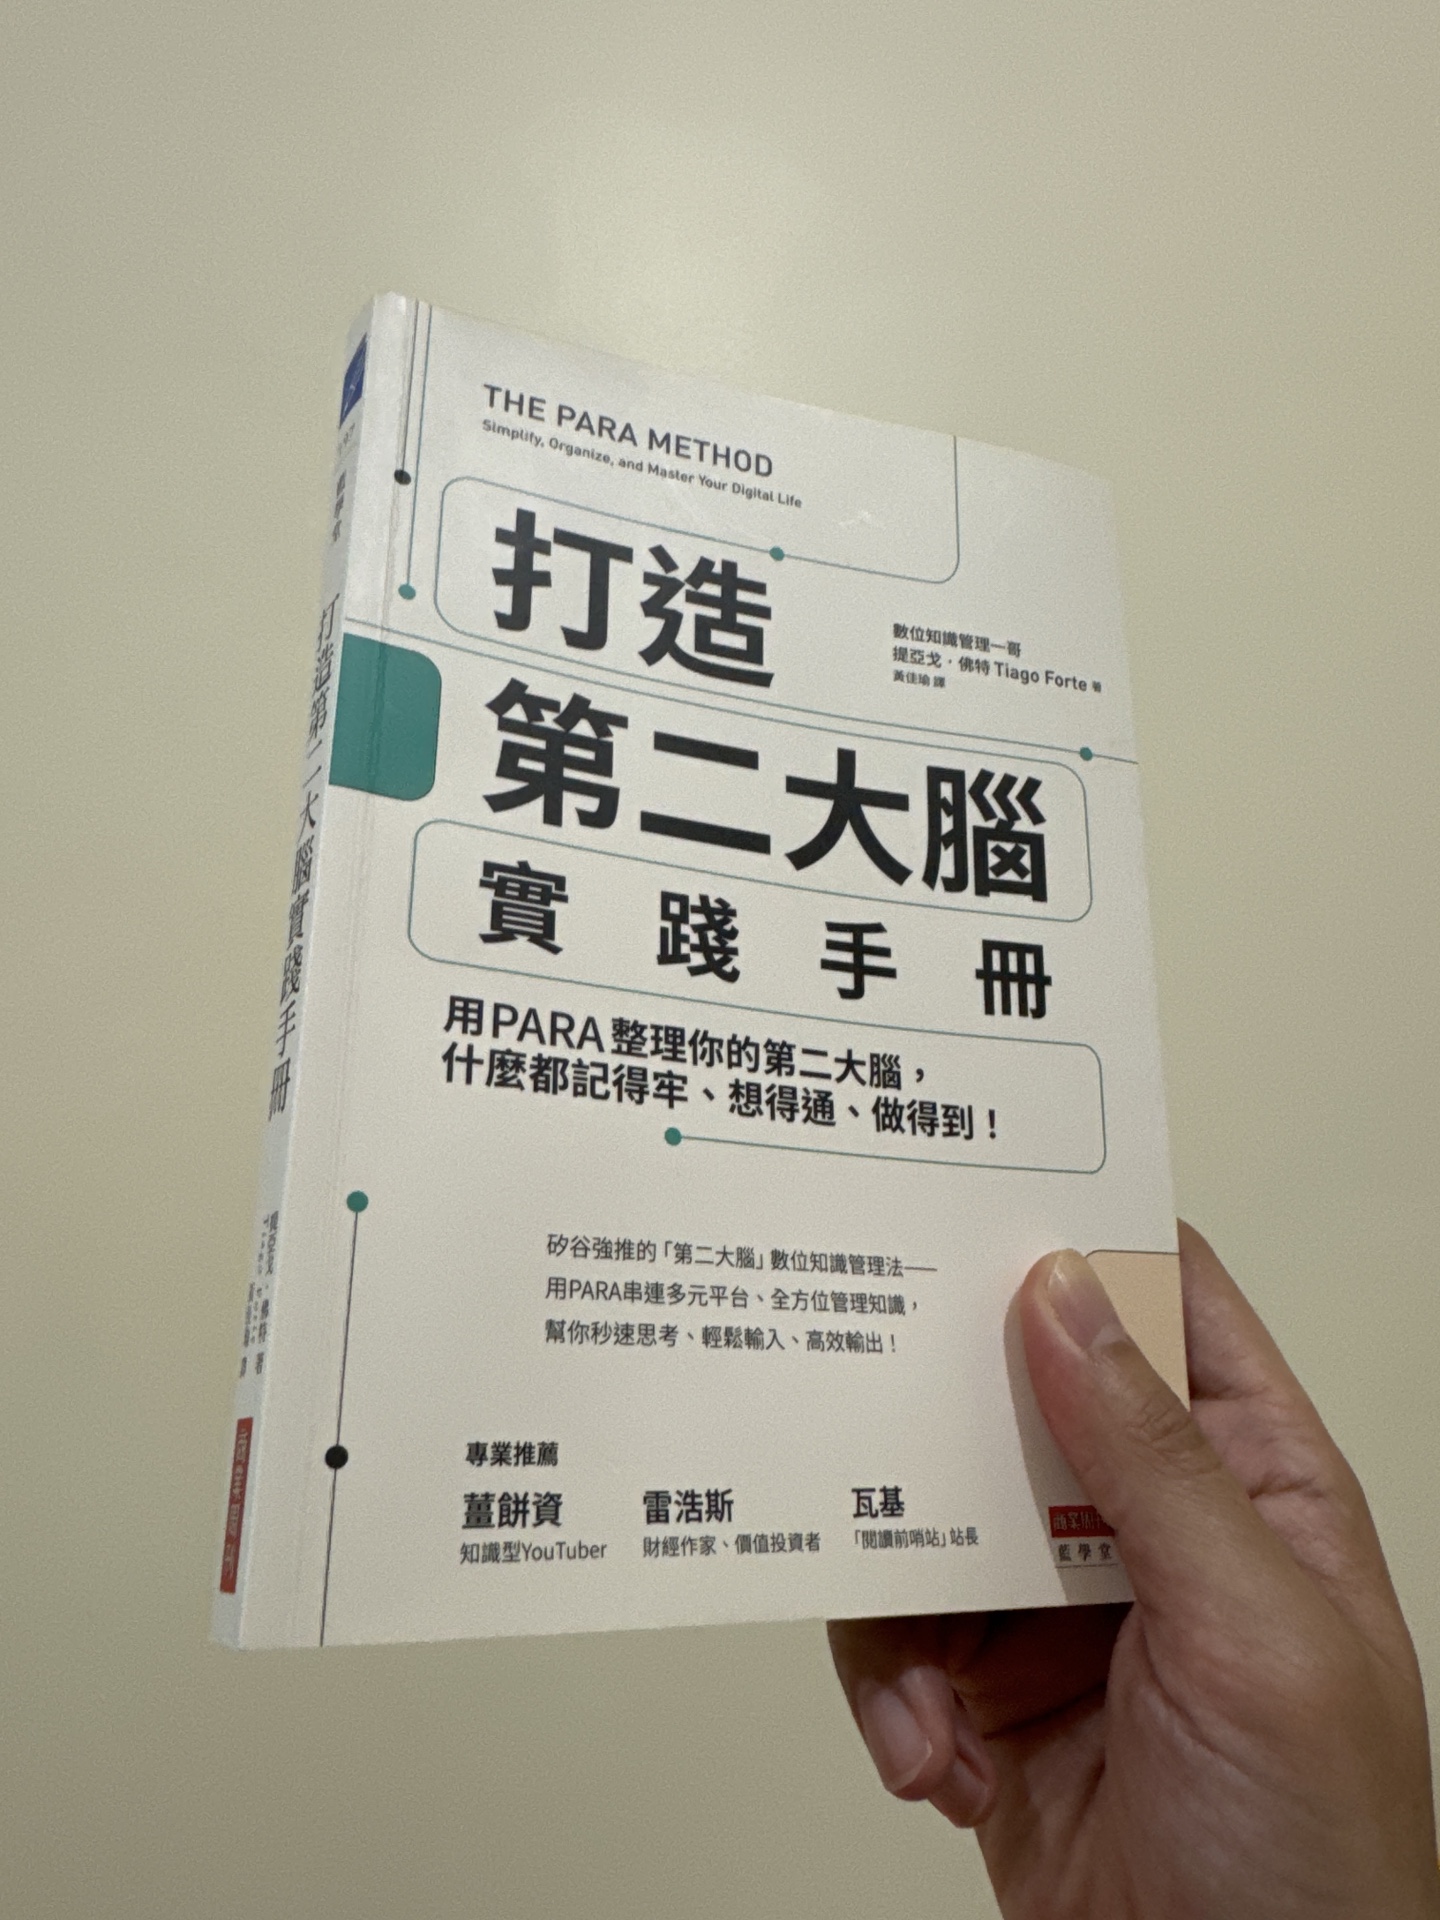 THE PARA METHOD
Simplify, Organize, and Master Your Digital Life
打造
第二大腦
實踐手冊
數位知識管理一哥
提亞戈・佛特 Tiago Forte 著
黃佳瑜 譯
用PARA整理你的第二大腦，
什麼都記得牢、想得通、做得到！
矽谷強推的「第二大腦」數位知識管理法——
用PARA串連多元平台、全方位管理知識，
幫你秒速思考、輕鬆輸入、高效輸出！
專業推薦
薑餅資
知識型YouTuber
雷浩斯
財經作家、價值投資者
瓦基
「閱讀前哨站」站長
藍學堂
打造第二大腦實踐手冊